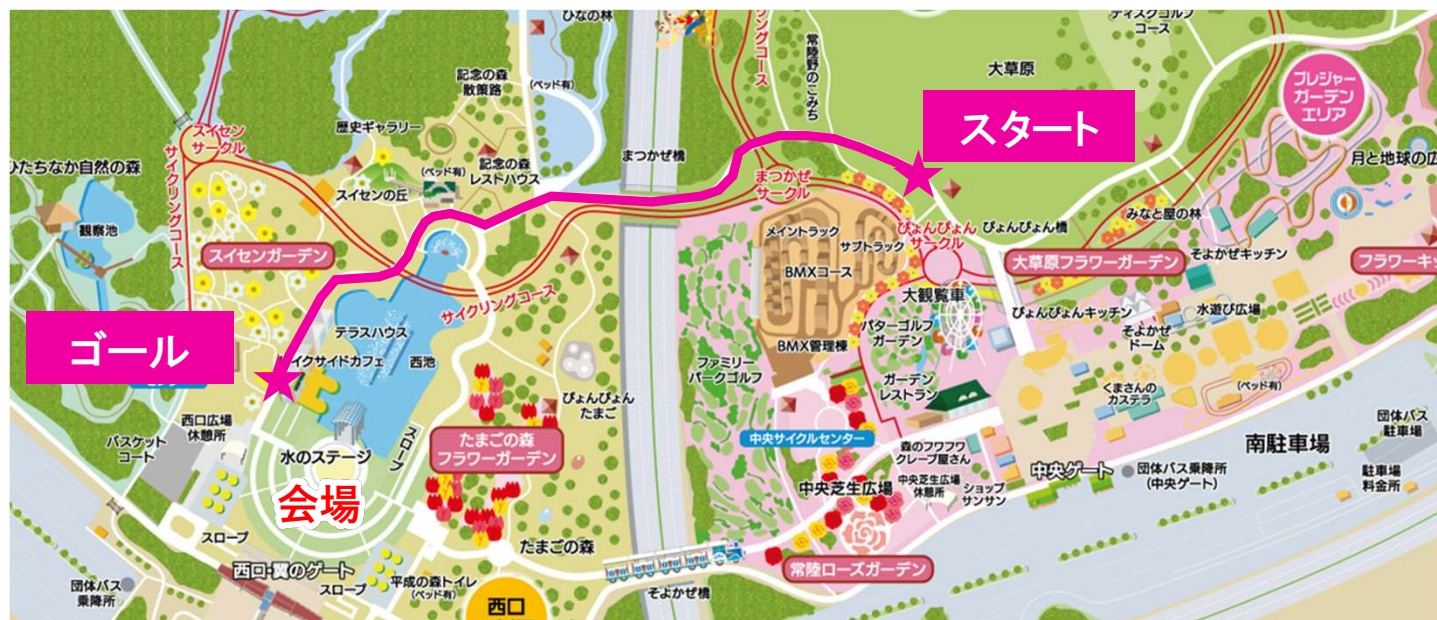 ひなの林
(ベッド有)
記念の森
散策路
歴史ギャラリー
スイセン
サークル
ひたちなか自然の森
サイクリングコース
観察池
スイセンの丘
(ベッド有)
記念の森
レストハウス
スイセンガーデン
まつかぜ橋
リングコース
常陸野のこみち
ディスクゴルフ
コース
大草原
スタート
プレジャー
ガーデン
エリア
月と地球の広
まつかぜ
サークル
メイントラック
サブトラック
BMXコース
BMX管理棟
ぴょんぴょん
サークル
ぴょんぴょん橋
みなと屋の林
大草原フラワーガーデン
そよかぜキッチン
フラワーキッ
大観覧車
パターゴルフ
ガーデン
ぴょんぴょんキッチン
そよかぜ
ドーム
水遊び広場
ゴール
サイクリングコース
テラスハウス
イクサイドカフェ
西池
ファミリー
パークゴルフ
ガーデン
レストラン
くまさんの
カステラ
(ベッド有)
ぴょんぴょん
たまご
西口広場
休憩所
バスケット
コート
水のステージ
スロープ
会場
たまごの森
フラワーガーデン
中央サイクルセンター
森のフワフワ
クレープ屋さん
中央芝生広場
中央芝生広場
休憩所
ショップ
サンサン
中央ゲート
団体バス乗降所
(中央ゲート)
南駐車場
団体バス
駐車場
駐車場
料金所
スロープ
西口・翼のゲート
たまごの森
団体バス
乗降所
スロープ
平成の森トイレ
(ベッド有)
西口
そよかぜ橋
常陸ローズガーデン